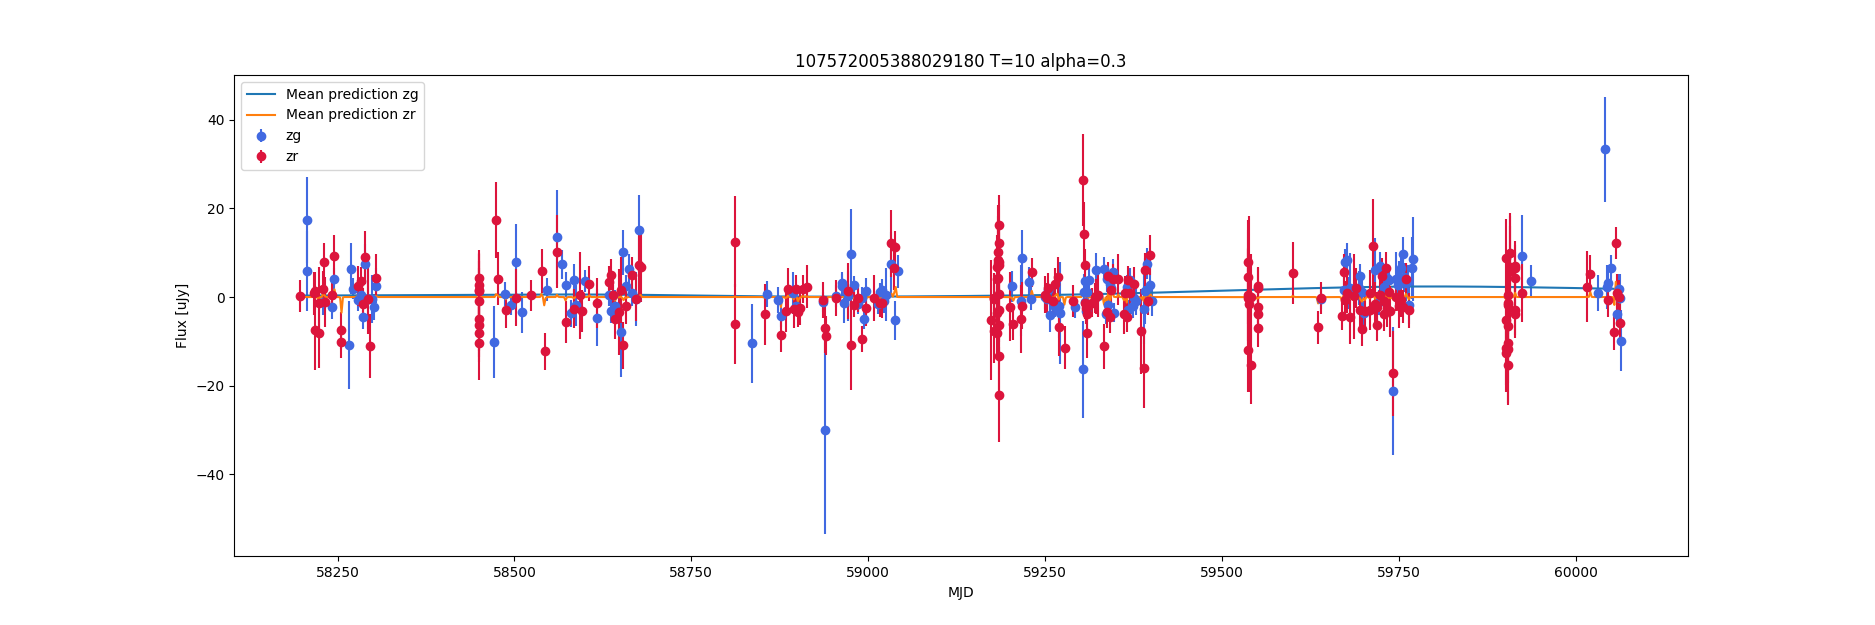 107572005388029180 T=10 alpha=0.3
Mean prediction zg
Mean prediction zr
zg
zr
40
20
0
−20
−40
Flux [uJy]
58250 58500 58750 59000 59250 59500 59750 60000
MJD